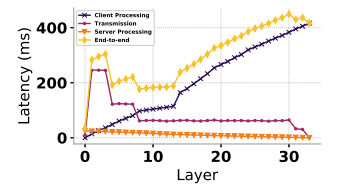 Client Processing
Transmission
Server Processing
End-to-end
Latency (ms)
400
200
0
0
10
20
30
Layer